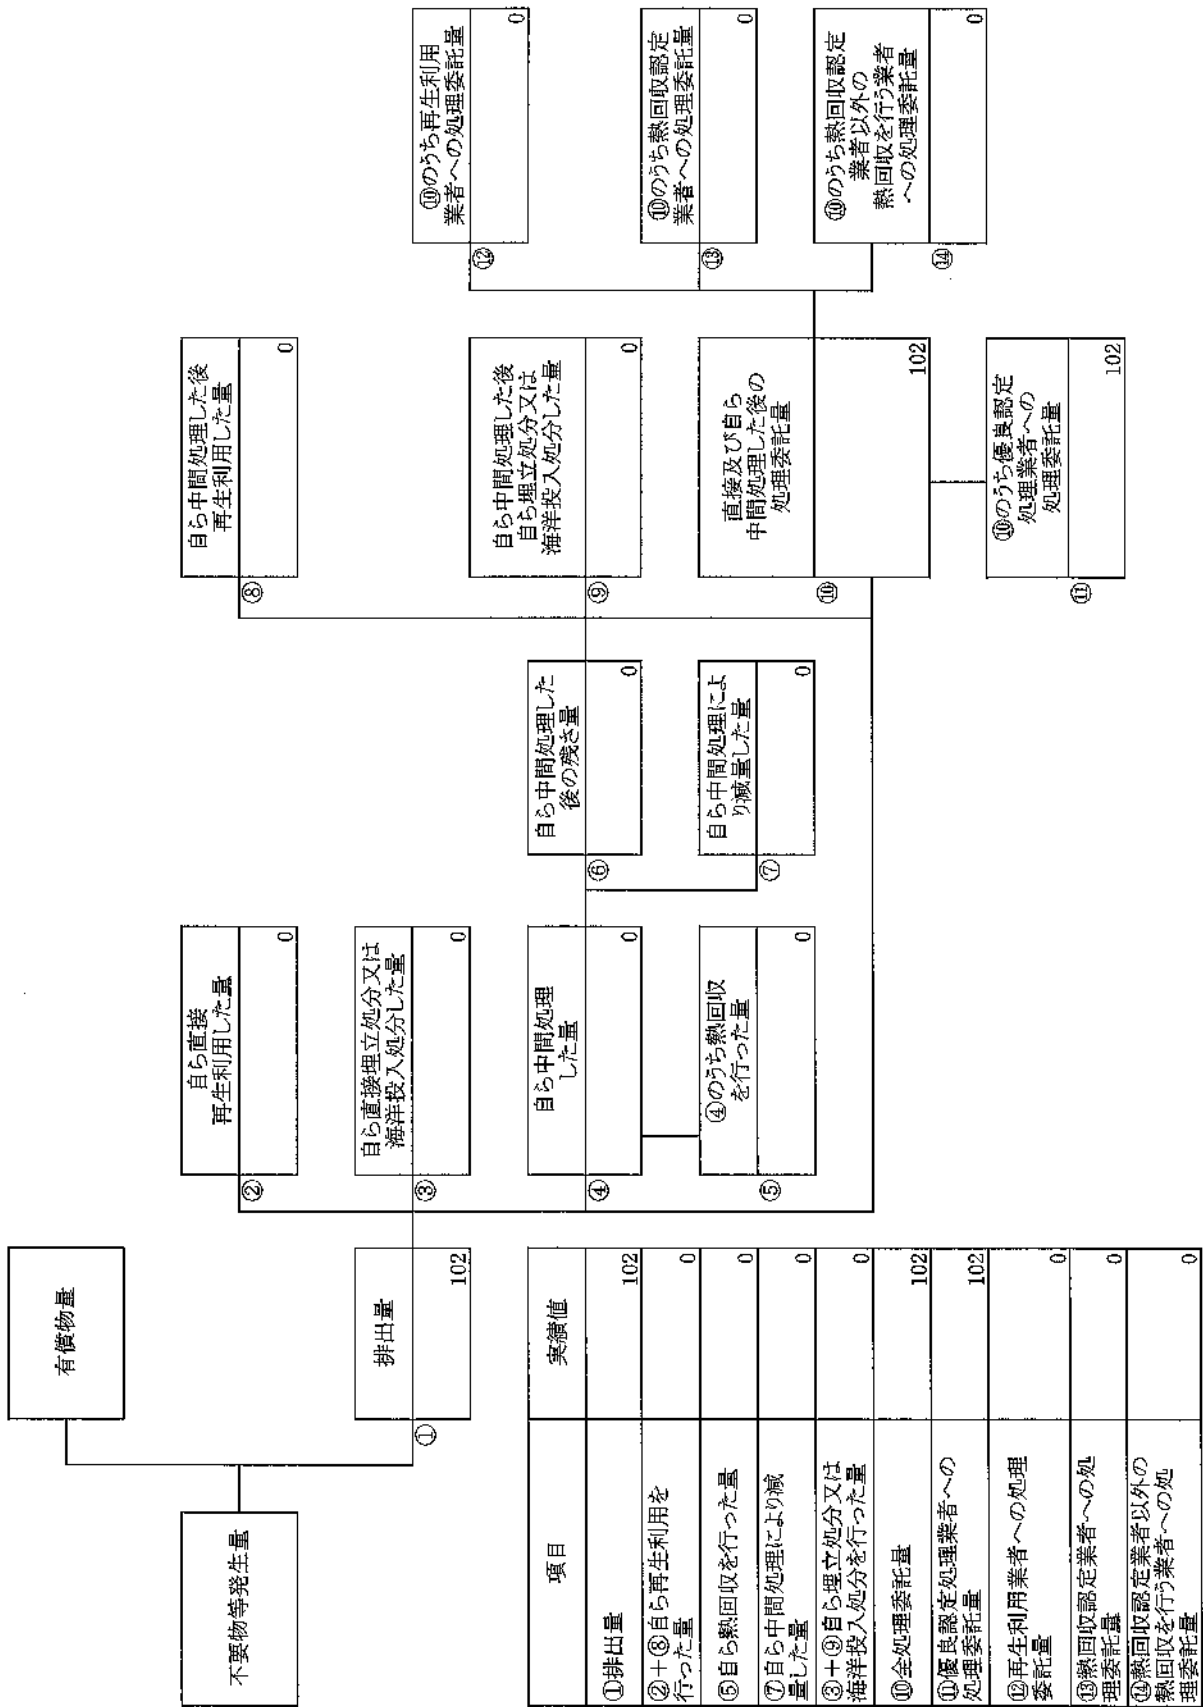 不要物等発生量
有償物量
①
排出量
102
②
自ら直接
再生利用した量
0
③
自ら直接埋立処分又は
海洋投入処分した量
0
④
自ら中間処理
した量
0
⑤
④のうち熱回収
を行った量
0
⑥
自ら中間処理した
後の残さ量
0
⑦
自ら中間処理によ
り減量した量
0
⑧
自ら中間処理した後
再生利用した量
0
⑨
自ら中間処理した後
自ら埋立処分又は
海洋投入処分した量
0
⑩
直接及び自ら
中間処理した後の
処理委託量
102
⑪
⑩のうち優良認定
処理業者への
処理委託量
102
⑫
⑩のうち再生利用
業者への処理委託量
0
⑬
⑩のうち熱回収認定
業者への処理委託量
0
⑭
⑩のうち熱回収認定
業者以外の
熱回収を行う業者
への処理委託量
0
項目 実績値
①排出量 102
②+⑧自ら再生利用を
行った量 0
⑤自ら熱回収を行った量 0
⑦自ら中間処理により減
量した量 0
③+⑨自ら埋立処分又は
海洋投入処分を行った量 0
⑩全処理委託量 102
⑪優良認定処理業者への
処理委託量 102
⑫再生利用業者への処理
委託量 0
⑬熱回収認定業者への処
理委託量 0
⑭熱回収認定業者以外の
熱回収を行う業者への処
理委託量 0